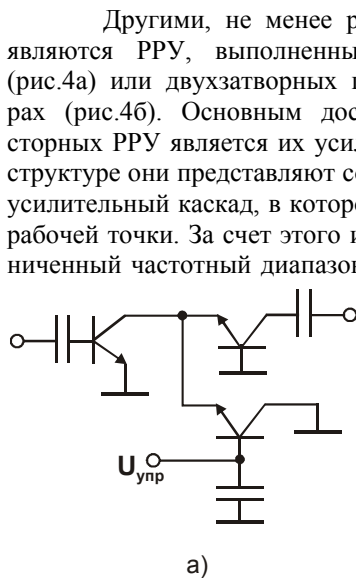 Другими, не менее р
являются РРУ, выполненны
(рис.4а) или двухзатворных п
рах (рис.4б). Основным дос
сторных РРУ является их усил
структуре они представляют со
усилительный каскад, в которо
рабочей точки. За счет этого и
ниченный частотный диапазон
Uупр
а)